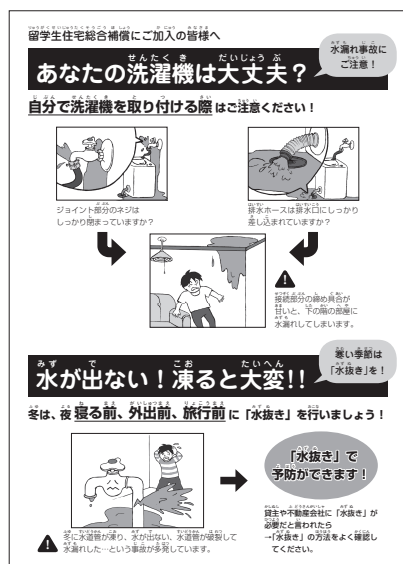 留学生住宅総合補償にご加入の皆様へ
水漏れ事故に
ご注意！
あなたの洗濯機は大丈夫？
自分で洗濯機を取り付ける際はご注意ください！
ジョイント部分のネジは
しっかり閉まっていますか？
排水ホースは排水口にしっかり
差し込まれていますか？
接続部分の締め具合が
甘いと、下の階の部屋に
水漏れしてしまいます。
寒い季節は
「水抜き」を！
水が出ない！凍ると大変!!
冬は、夜寝る前、外出前、旅行前に「水抜き」を行いましょう！
「水抜き」で
予防ができます！
冬に水道管が凍り、水が出ない、水道管が破裂して
水漏れした…という事故が多発しています。
貸主や不動産会社に「水抜き」が
必要だと言われたら
→「水抜き」の方法をよく確認し
てください。